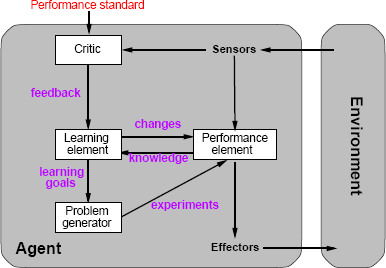 Performance standard
Critic
Sensors
feedback
changes
Learning
element
Performance
element
knowledge
learning
goals
experiments
Problem
generator
Agent
Effectors
Environment